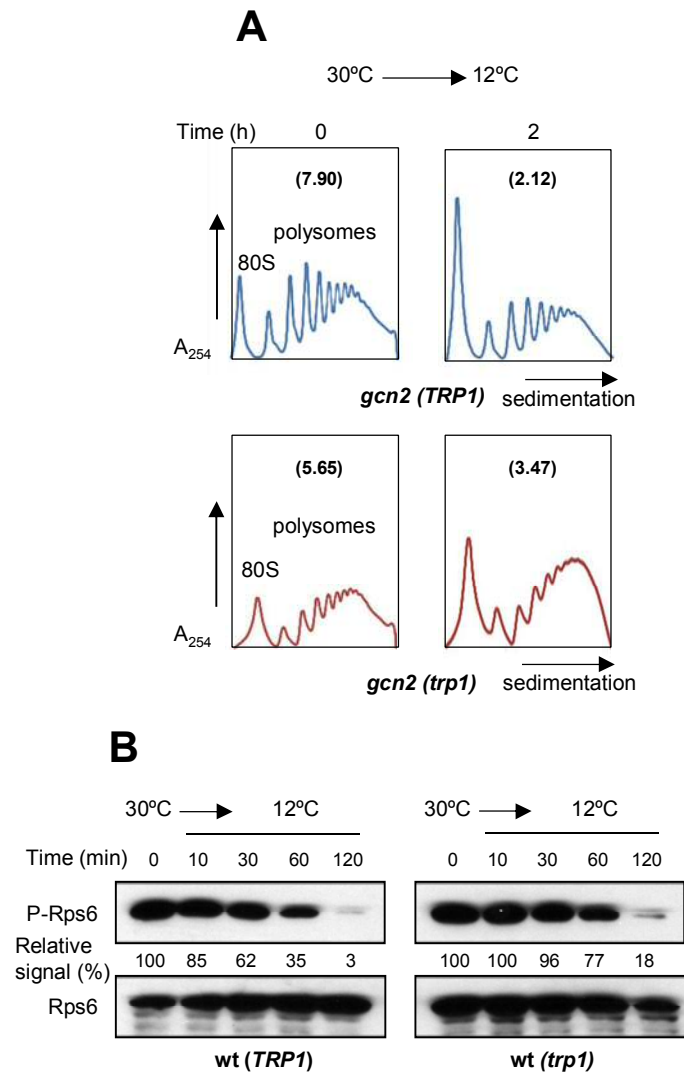 A
30ºC 12ºC
Time (h) 0 2
(7.90) (2.12)
polysomes
80S
A254
gcn2 (TRP1) sedimentation
(5.65) (3.47)
polysomes
80S
A254
gcn2 (trp1) sedimentation
B
30ºC 12ºC 30ºC 12ºC
Time (min) 0 10 30 60 120 0 10 30 60 120
P-Rps6
Relative
signal (%) 100 85 62 35 3 100 100 96 77 18
Rps6
wt (TRP1) wt (trp1)